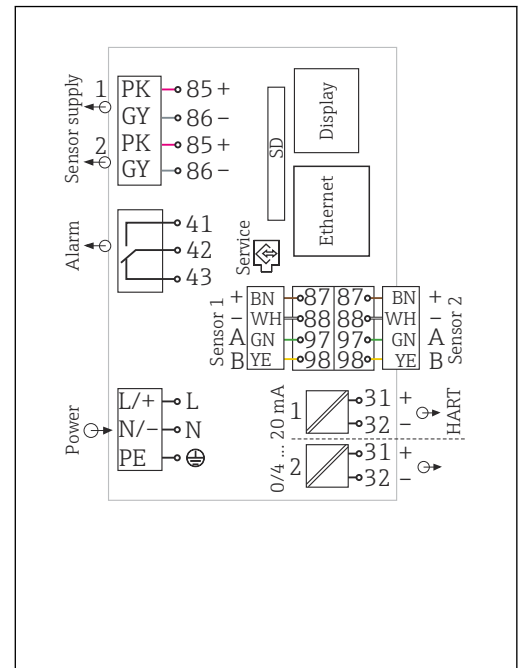 Sensor supply
1 PK 85 +
GY 86 –
2 PK 85 +
GY 86 –
Display
SD
Ethernet
Alarm
41
42
43
Service
Sensor 1
+ BN 87 87 BN +
– WH 88 88 WH –
A GN 97 97 GN A
B YE 98 98 YE B
Sensor 2
Power
L/+ L
N/– N
PE
0/4 ... 20 mA
1 31 +
32 –
HART
2 31 +
32 –